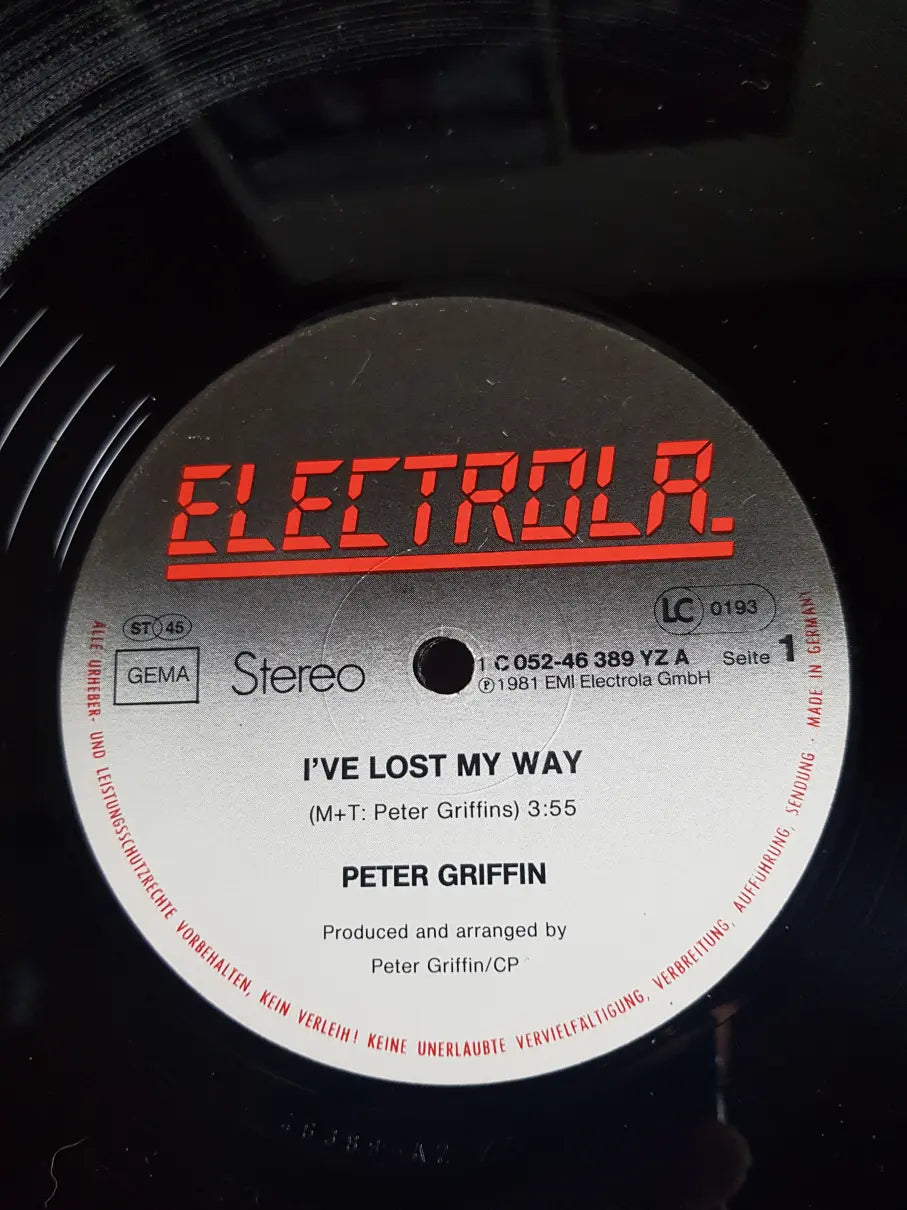 ELECTROLA.
LC 0193
ST 45
GEMA
Stereo
1 C 052-46 389 YZ A
Seite 1
℗ 1981 EMI Electrola GmbH
I'VE LOST MY WAY
(M+T: Peter Griffins) 3:55
PETER GRIFFIN
Produced and arranged by
Peter Griffin/CP
ALLE URHEBER- UND LEISTUNGSSCHUTZRECHTE VORBEHALTEN, KEIN VERLEIH! KEINE UNERLAUBTE VERVIELFÄLTIGUNG, VERBREITUNG, AUFFÜHRUNG, SENDUNG · MADE IN GERMANY